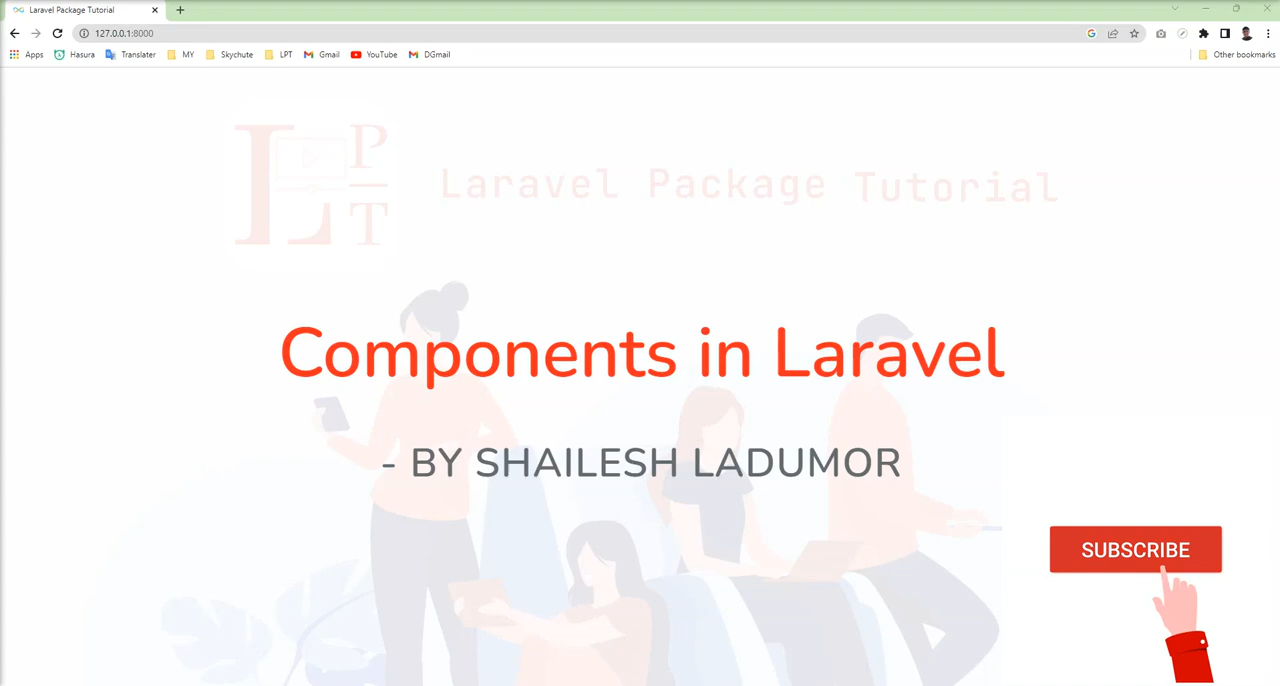 Laravel Package Tutorial
127.0.0.1:8000
Apps Hasura Translater MY Skychute LPT Gmail YouTube DGmail Other bookmarks
LPT
Laravel Package Tutorial
Components in Laravel
- BY SHAILESH LADUMOR
SUBSCRIBE